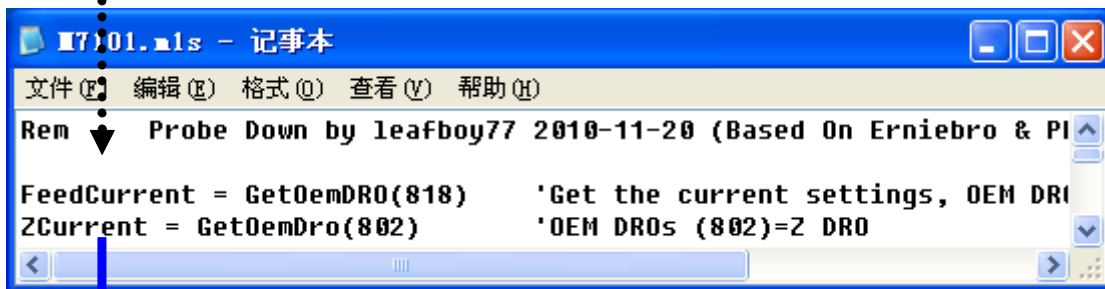 M7101.m1s - 记事本
文件(F) 编辑(E) 格式(O) 查看(V) 帮助(H)
Rem Probe Down by leafboy77 2010-11-20 (Based On Erniebro &
FeedCurrent = GetOemDRO(818) 'Get the current settings, OEM
ZCurrent = GetOemDro(802) 'OEM DROs (802)=Z DRO